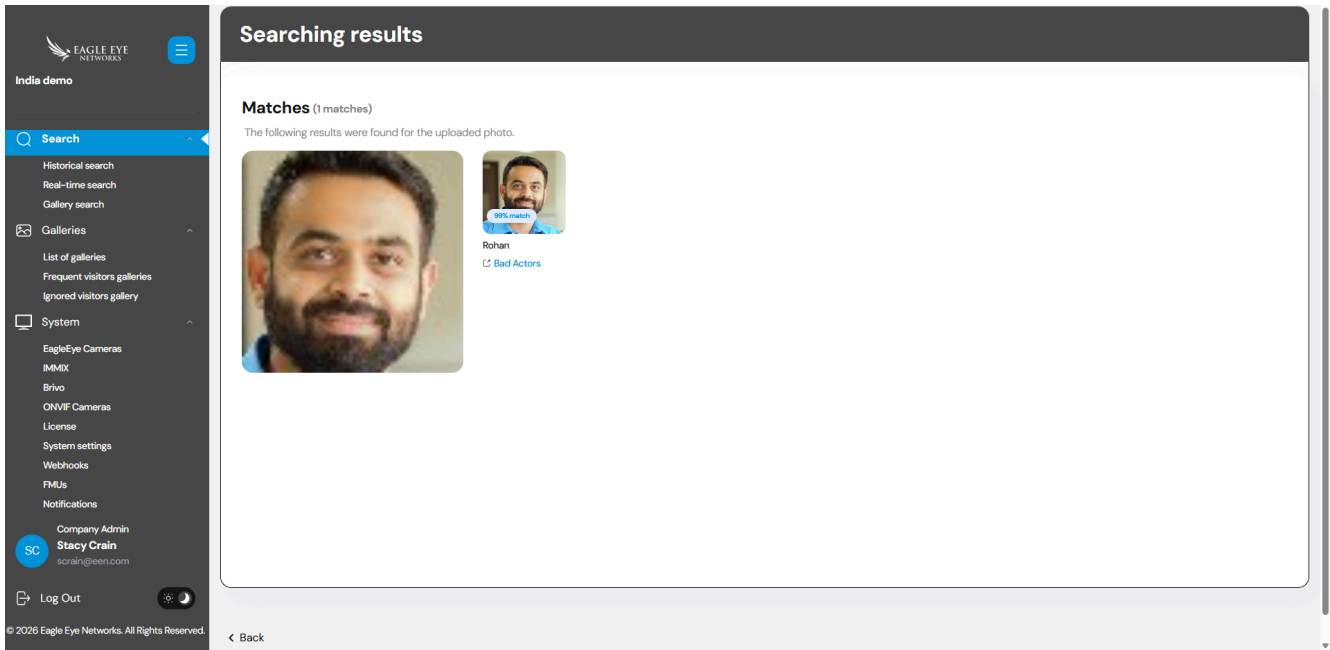 EAGLE EYE
NETWORKS
India demo
Search
Historical search
Real-time search
Gallery search
Galleries
List of galleries
Frequent visitors galleries
Ignored visitors gallery
System
EagleEye Cameras
IMMIX
Brivo
ONVIF Cameras
License
System settings
Webhooks
FMUs
Notifications
Company Admin
SC
Stacy Crain
scrain@een.com
Log Out
© 2026 Eagle Eye Networks. All Rights Reserved.
Searching results
Matches (1 matches)
The following results were found for the uploaded photo.
99% match
Rohan
Bad Actors
Back